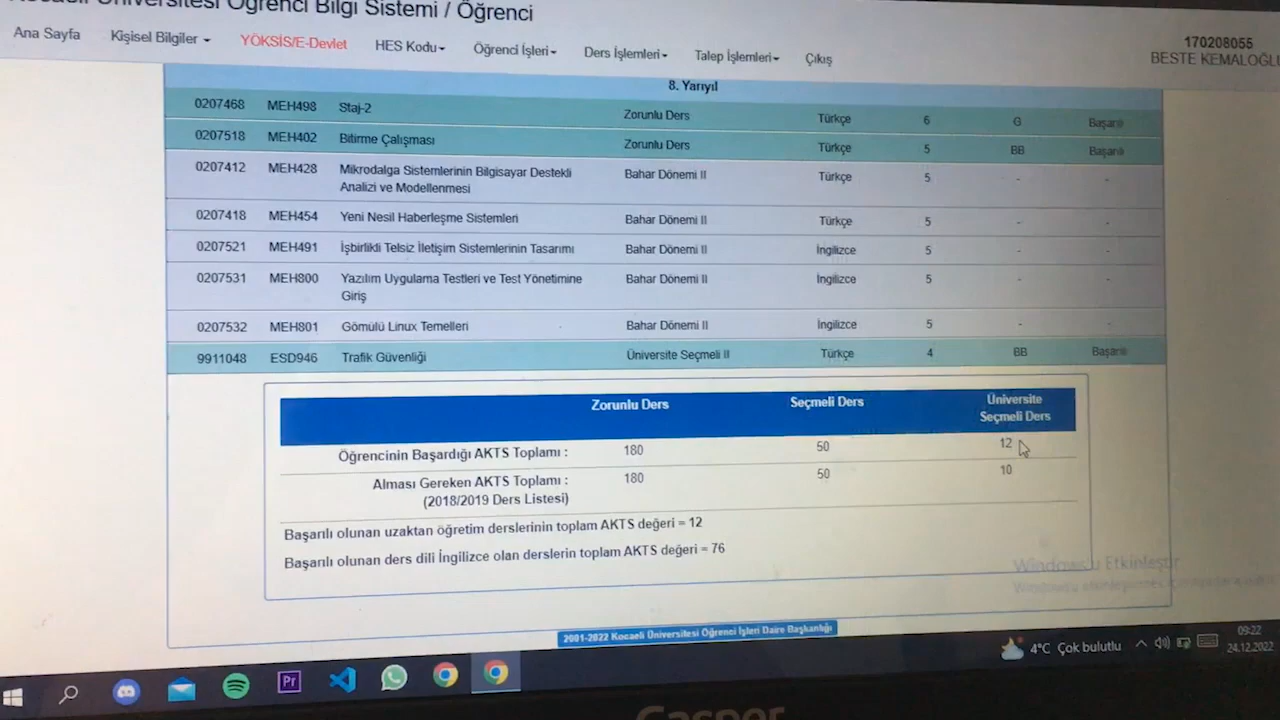 Kocaeli Üniversitesi Öğrenci Bilgi Sistemi / Öğrenci
Ana Sayfa Kişisel Bilgiler YÖKSİS/E-Devlet HES Kodu Öğrenci İşleri Ders İşlemleri Talep İşlemleri Çıkış
170208055
BESTE KEMALOĞLU
8. Yarıyıl
0207468 MEH498 Staj-2 Zorunlu Ders Türkçe 6 G Başarılı
0207518 MEH402 Bitirme Çalışması Zorunlu Ders Türkçe 5 BB Başarılı
0207412 MEH428 Mikrodalga Sistemlerinin Bilgisayar Destekli Bahar Dönemi II Türkçe 5 - -
Analizi ve Modellenmesi
0207418 MEH454 Yeni Nesil Haberleşme Sistemleri Bahar Dönemi II Türkçe 5 - -
0207521 MEH491 İşbirlikli Telsiz İletişim Sistemlerinin Tasarımı Bahar Dönemi II İngilizce 5 - -
0207531 MEH800 Yazılım Uygulama Testleri ve Test Yönetimine Bahar Dönemi II İngilizce 5 - -
Giriş
0207532 MEH801 Gömülü Linux Temelleri Bahar Dönemi II İngilizce 5 - -
9911048 ESD946 Trafik Güvenliği Üniversite Seçmeli II Türkçe 4 BB Başarılı
Zorunlu Ders Seçmeli Ders Üniversite
Seçmeli Ders
Öğrencinin Başardığı AKTS Toplamı : 180 50 12
Alması Gereken AKTS Toplamı : 180 50 10
(2018/2019 Ders Listesi)
Başarılı olunan uzaktan öğretim derslerinin toplam AKTS değeri = 12
Başarılı olunan ders dili İngilizce olan derslerin toplam AKTS değeri = 76
Windows'u Etkinleştir
2001-2022 Kocaeli Üniversitesi Öğrenci İşleri Daire Başkanlığı
Pr
4°C Çok bulutlu
09:22
24.12.2022
Casper